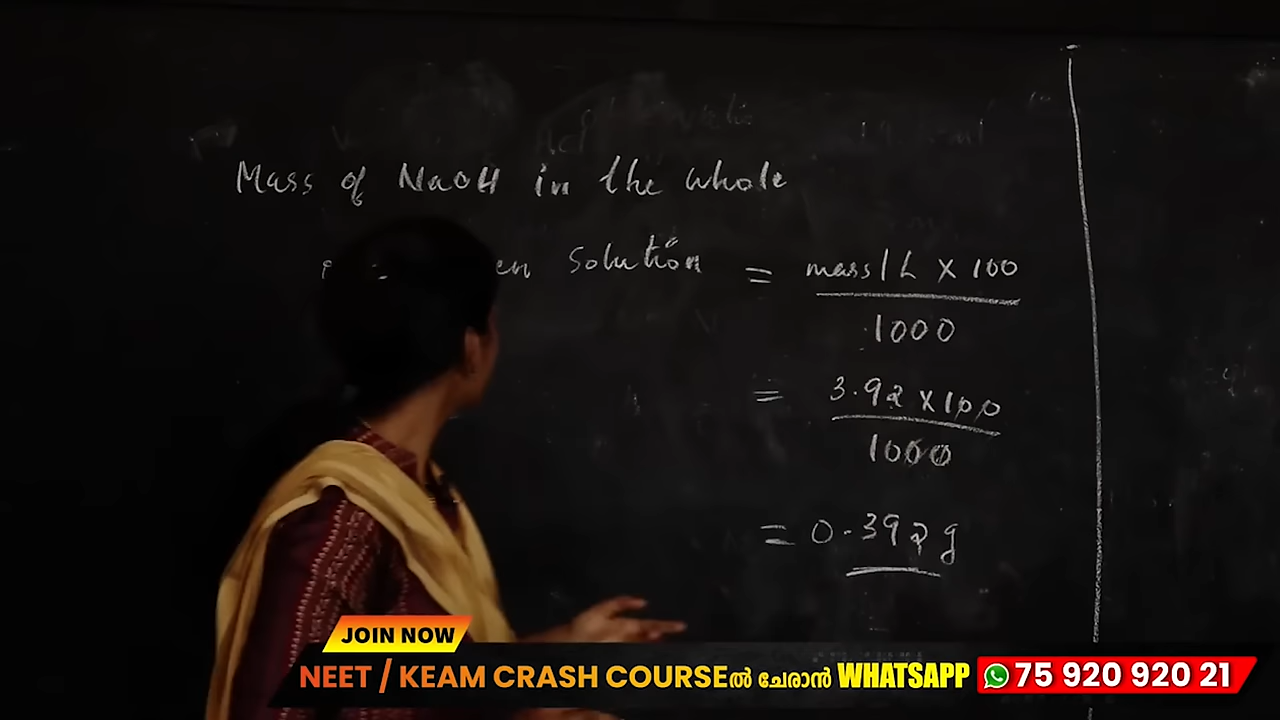 Mass of NaOH in the whole
solution = mass/L X 100
1000
= 3.92 X 100
1000
= 0.392 g
JOIN NOW
NEET / KEAM CRASH COURSEൽ ചേരാൻ WHATSAPP 75 920 920 21